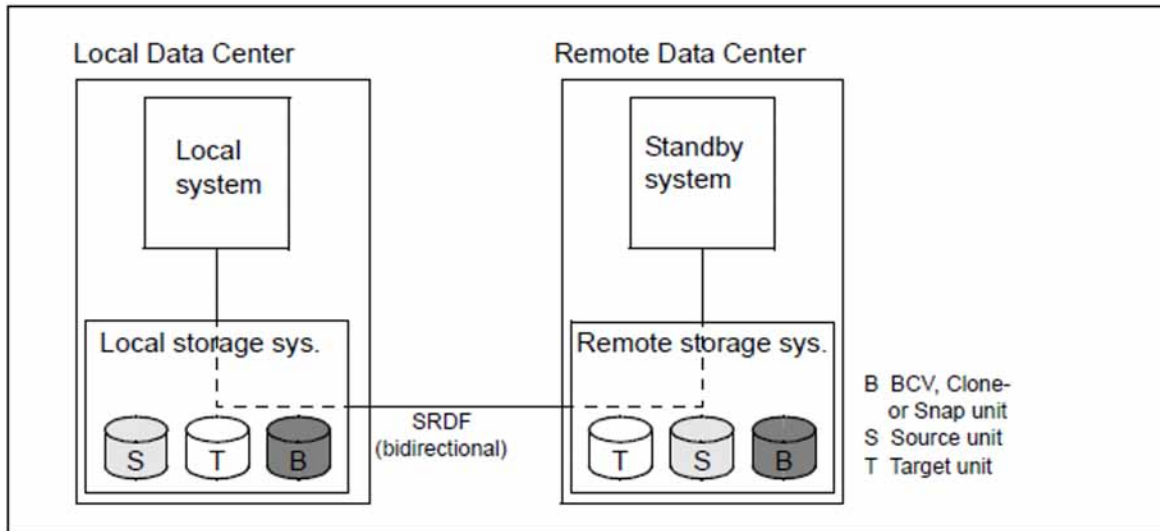 Local Data Center
Remote Data Center
Local
system
Standby
system
Local storage sys.
Remote storage sys.
S
T
B
SRDF
(bidirectional)
T
S
B
B BCV, Clone-
or Snap unit
S Source unit
T Target unit